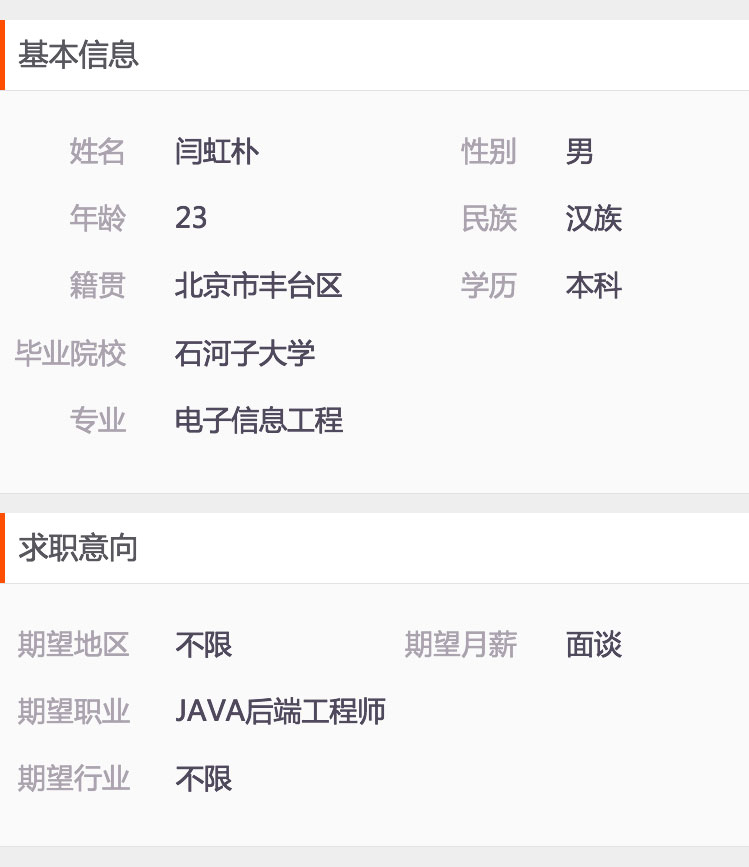 基本信息
姓名 闫虹朴 性别 男
年龄 23 民族 汉族
籍贯 北京市丰台区 学历 本科
毕业院校 石河子大学
专业 电子信息工程
求职意向
期望地区 不限 期望月薪 面谈
期望职业 JAVA后端工程师
期望行业 不限